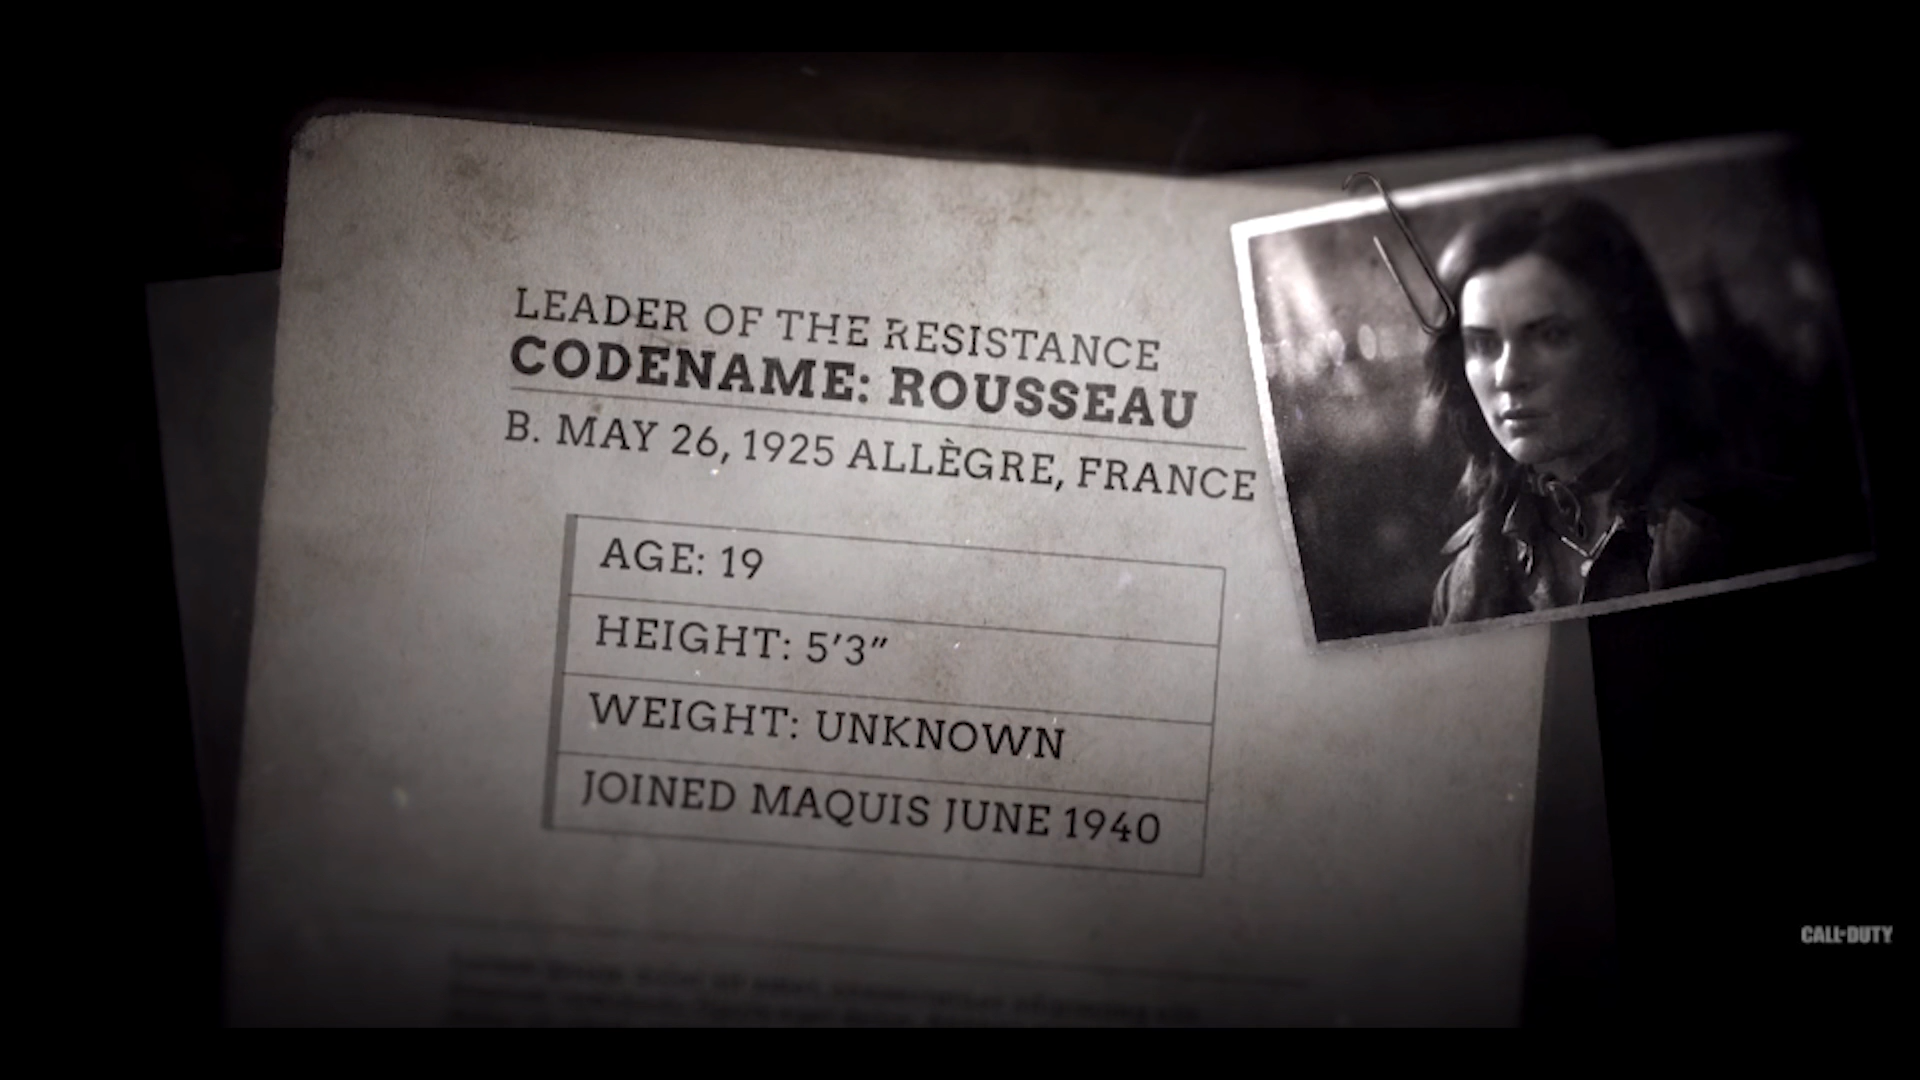 LEADER OF THE RESISTANCE
CODENAME: ROUSSEAU
B. MAY 26, 1925 ALLÈGRE, FRANCE
AGE: 19
HEIGHT: 5′3″
WEIGHT: UNKNOWN
JOINED MAQUIS JUNE 1940
CALL OF DUTY